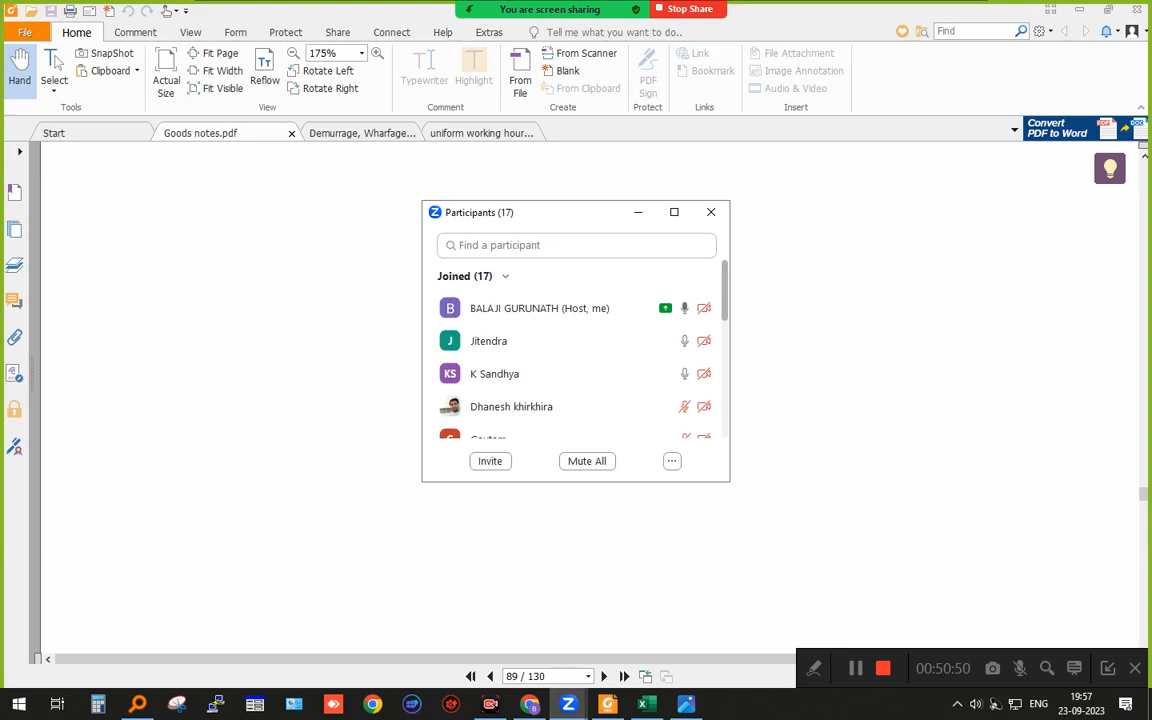 You are screen sharing
Stop Share
File Home Comment View Form Protect Share Connect Help Extras Tell me what you want to do.. Find
Hand
Select
SnapShot
Clipboard
Actual Size
Fit Page
Fit Width
Fit Visible
Reflow
175%
Rotate Left
Rotate Right
Typewriter
Highlight
From File
From Scanner
Blank
From Clipboard
PDF Sign
Link
Bookmark
File Attachment
Image Annotation
Audio & Video
Tools View Comment Create Protect Links Insert
Start Goods notes.pdf Demurrage, Wharfage... uniform working hour...
Convert
PDF to Word
Participants (17)
Find a participant
Joined (17)
B BALAJI GURUNATH (Host, me)
J Jitendra
KS K Sandhya
Dhanesh khirkhira
Invite Mute All ...
89 / 130
00:50:50
ENG
19:57
23-09-2023